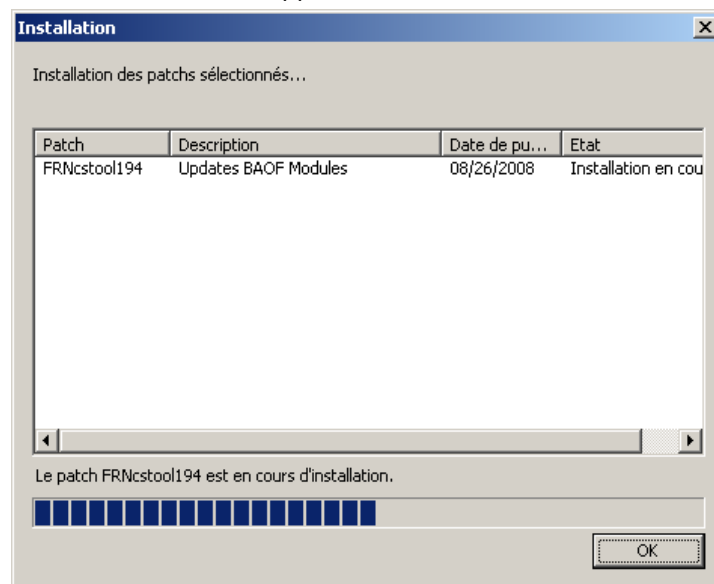 Installation
Installation des patchs sélectionnés...
Patch Description Date de pu... Etat
FRNcstool194 Updates BAOF Modules 08/26/2008 Installation en cou
Le patch FRNcstool194 est en cours d'installation.
OK